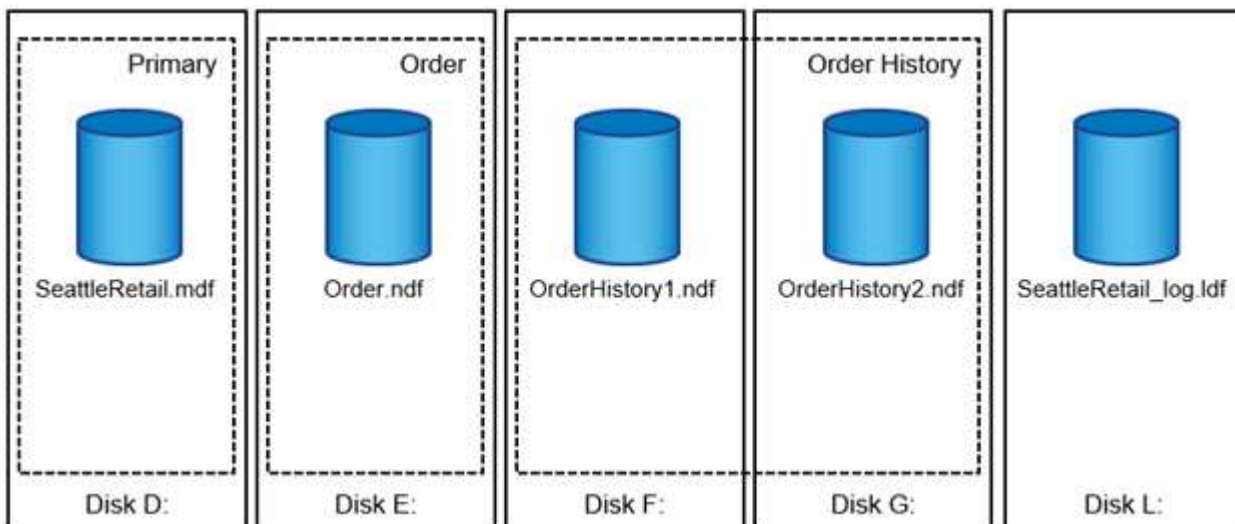 Primary
Order
Order History
SeattleRetail.mdf
Order.ndf
OrderHistory1.ndf
OrderHistory2.ndf
SeattleRetail_log.ldf
Disk D:
Disk E:
Disk F:
Disk G:
Disk L: